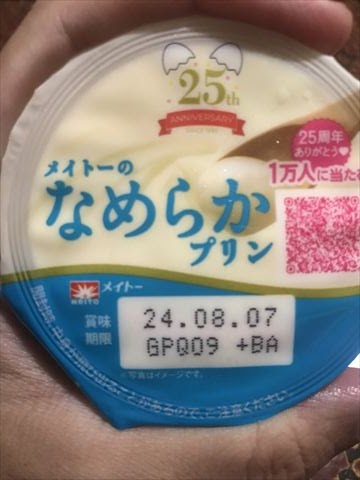 25th
ANNIVERSARY
25周年
ありがとう
1万人に当た
メイトーの
なめらか
プリン
MEITO メイトー
賞味
期限
24.08.07
GPQ09 +BA
※写真はイメージです。